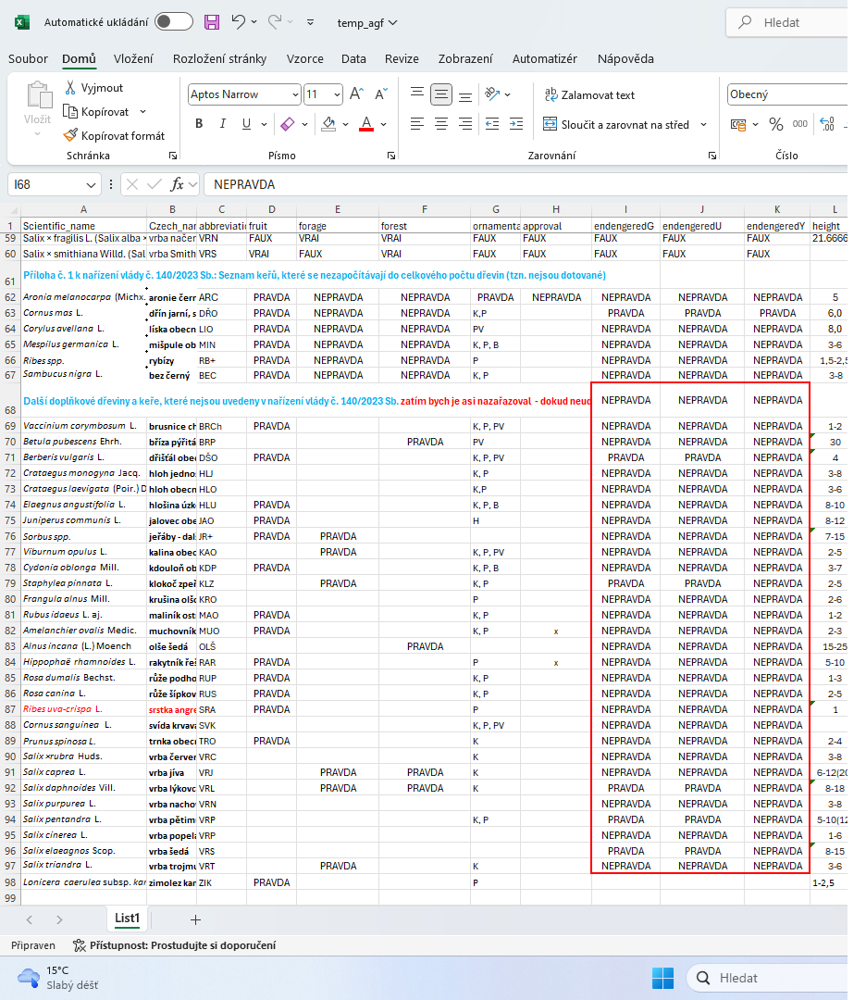 Automatické ukládání temp_agf Hledat
Soubor Domů Vložení Rozložení stránky Vzorce Data Revize Zobrazení Automatizér Nápověda
Vložit Vyjmout Kopírovat Kopírovat formát Schránka
Aptos Narrow 11 B I U A Písmo
Zalamovat text Sloučit a zarovnat na střed Zarovnání
Obecný % 000 Číslo
I68 fx NEPRAVDA
A B C D E F G H I J K L
1 Scientific_name Czech_nar abbreviati fruit forage forest ornamenta approval endengeredG endengeredU endengeredY height
59 Salix × fragilis L. (Salix alba × vrba načer VRN FAUX VRAI VRAI FAUX FAUX FAUX FAUX FAUX 21.6666
60 Salix × smithiana Willd. (Sal vrba Smith VRS VRAI FAUX VRAI FAUX FAUX FAUX FAUX FAUX
61 Příloha č. 1 k nařízení vlády č. 140/2023 Sb.: Seznam keřů, které se nezapočítávají do celkového počtu dřevin (tzn. nejsou dotované)
62 Aronia melanocarpa (Michx. aronie čern ARC PRAVDA NEPRAVDA NEPRAVDA PRAVDA NEPRAVDA NEPRAVDA NEPRAVDA NEPRAVDA 5
63 Cornus mas L. dřín jarní, s DŘO PRAVDA NEPRAVDA NEPRAVDA K,P PRAVDA PRAVDA PRAVDA 6,0
64 Corylus avellana L. líska obecn LIO PRAVDA NEPRAVDA NEPRAVDA PV NEPRAVDA NEPRAVDA NEPRAVDA 8,0
65 Mespilus germanica L. mišpule ob MIN PRAVDA NEPRAVDA NEPRAVDA K, P, B NEPRAVDA NEPRAVDA NEPRAVDA 3-6
66 Ribes spp. rybízy RB+ PRAVDA NEPRAVDA NEPRAVDA P NEPRAVDA NEPRAVDA NEPRAVDA 1,5-2,5
67 Sambucus nigra L. bez černý BEC PRAVDA NEPRAVDA NEPRAVDA K, P NEPRAVDA NEPRAVDA NEPRAVDA 3-8
68 Další doplňkové dřeviny a keře, které nejsou uvedeny v nařízení vlády č. 140/2023 Sb. zatím bych je asi nazařazoval - dokud neud NEPRAVDA NEPRAVDA NEPRAVDA
69 Vaccinium corymbosum L. brusnice ch BRCh PRAVDA K, P, PV NEPRAVDA NEPRAVDA NEPRAVDA 1-2
70 Betula pubescens Ehrh. bříza pýřitá BRP PRAVDA PV NEPRAVDA NEPRAVDA NEPRAVDA 30
71 Berberis vulgaris L. dřišťál obec DŠO PRAVDA K, P, PV PRAVDA PRAVDA NEPRAVDA 4
72 Crataegus monogyna Jacq. hloh jedno HLJ K, P NEPRAVDA NEPRAVDA NEPRAVDA 3-8
73 Crataegus laevigata (Poir.) D hloh obecn HLO K,P NEPRAVDA NEPRAVDA NEPRAVDA 3-6
74 Elaegnus angustifolia L. hlošina úzk HLU PRAVDA K, P, B NEPRAVDA NEPRAVDA NEPRAVDA 8-10
75 Juniperus communis L. jalovec obe JAO PRAVDA H NEPRAVDA NEPRAVDA NEPRAVDA 8-12
76 Sorbus spp. jeřáby - dal JR+ PRAVDA PRAVDA NEPRAVDA NEPRAVDA NEPRAVDA 7-15
77 Viburnum opulus L. kalina obec KAO PRAVDA K, P, PV NEPRAVDA NEPRAVDA NEPRAVDA 2-5
78 Cydonia oblonga Mill. kdouloň ob KDP PRAVDA K, P, B NEPRAVDA NEPRAVDA NEPRAVDA 3-7
79 Staphylea pinnata L. klokoč zpeř KLZ PRAVDA K, P PRAVDA PRAVDA NEPRAVDA 2-5
80 Frangula alnus Mill. krušina olšo KRO P NEPRAVDA NEPRAVDA NEPRAVDA 2-6
81 Rubus idaeus L. aj. maliník ost MAO PRAVDA K, P NEPRAVDA NEPRAVDA NEPRAVDA 1-2
82 Amelanchier ovalis Medic. muchovník MUO PRAVDA K, P x NEPRAVDA NEPRAVDA NEPRAVDA 2-3
83 Alnus incana (L.) Moench olše šedá OLŠ PRAVDA NEPRAVDA NEPRAVDA NEPRAVDA 15-25
84 Hippophaë rhamnoides L. rakytník řeš RAR PRAVDA P x NEPRAVDA NEPRAVDA NEPRAVDA 5-10
85 Rosa dumalis Bechst. růže podho RUP PRAVDA K, P NEPRAVDA NEPRAVDA NEPRAVDA 1-3
86 Rosa canina L. růže šípkov RUS PRAVDA K, P NEPRAVDA NEPRAVDA NEPRAVDA 2-5
87 Ribes uva-crispa L. srstka angre SRA PRAVDA P NEPRAVDA NEPRAVDA NEPRAVDA 1
88 Cornus sanguinea L. svída krvavá SVK K, P, PV NEPRAVDA NEPRAVDA NEPRAVDA
89 Prunus spinosa L. trnka obecn TRO PRAVDA K NEPRAVDA NEPRAVDA NEPRAVDA 2-4
90 Salix ×rubra Huds. vrba červen VRC K NEPRAVDA NEPRAVDA NEPRAVDA 3-8
91 Salix caprea L. vrba jíva VRJ PRAVDA PRAVDA K NEPRAVDA NEPRAVDA NEPRAVDA 6-12(20
92 Salix daphnoides Vill. vrba lýkovc VRL PRAVDA PRAVDA K PRAVDA PRAVDA NEPRAVDA 8-18
93 Salix purpurea L. vrba nachov VRN NEPRAVDA NEPRAVDA NEPRAVDA 3-8
94 Salix pentandra L. vrba pětim VRP K, P PRAVDA PRAVDA NEPRAVDA 5-10(12
95 Salix cinerea L. vrba popela VRP NEPRAVDA NEPRAVDA NEPRAVDA 1-6
96 Salix elaeagnos Scop. vrba šedá VRS PRAVDA PRAVDA NEPRAVDA 8-15
97 Salix triandra L. vrba trojmu VRT PRAVDA K NEPRAVDA NEPRAVDA NEPRAVDA 3-6
98 Lonicera caerulea subsp. kar zimolez kar ZIK PRAVDA P 1-2,5
99
List1
Připraven Přístupnost: Prostudujte si doporučení
15°C
Slabý déšť
Hledat